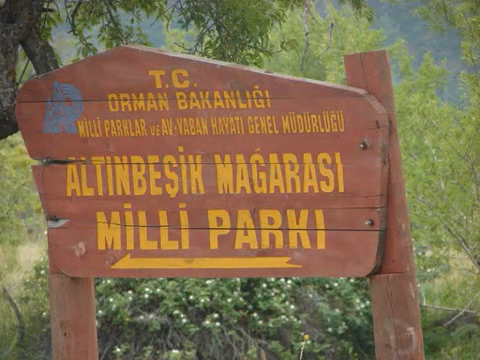 T.C.
ORMAN BAKANLIĞI
MİLLİ PARKLAR VE AV-YABAN HAYATI GENEL MÜDÜRLÜĞÜ
ALTINBEŞİK MAĞARASI
MİLLİ PARKI